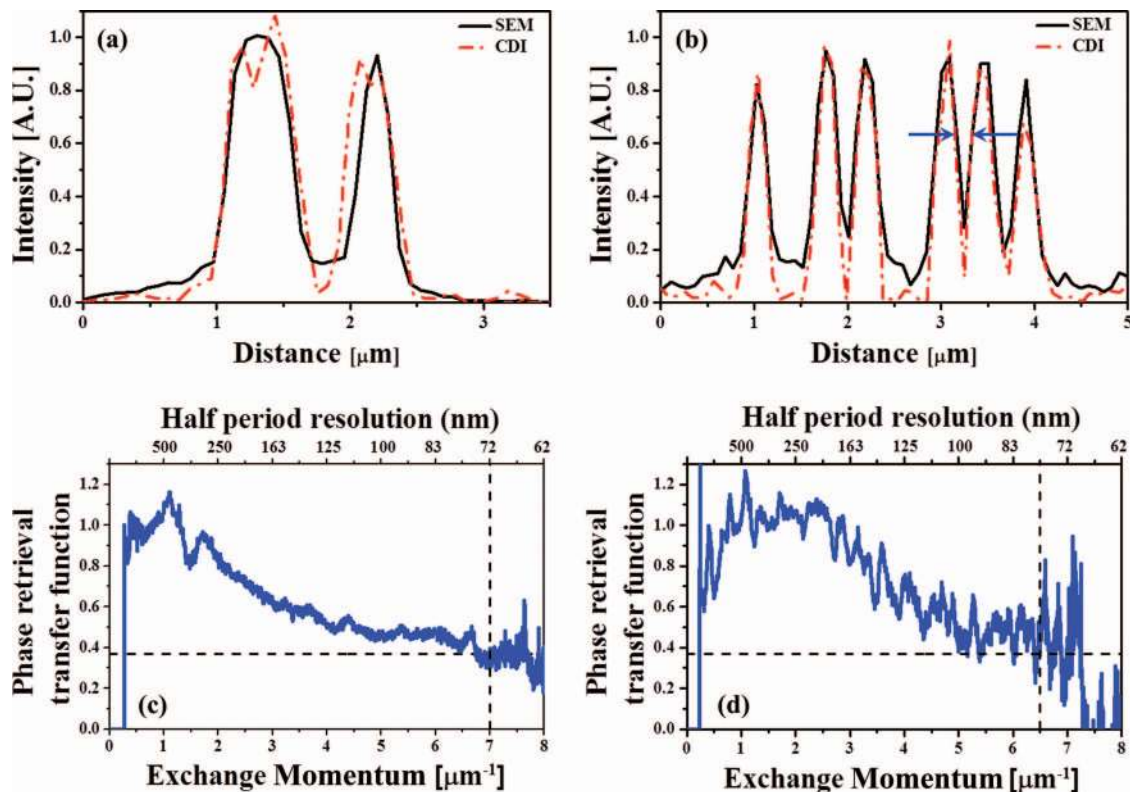 (a)
SEM
CDI
Intensity [A.U.]
1.0
0.8
0.6
0.4
0.2
0.0
0 1 2 3
Distance [μm]
(b)
SEM
CDI
Intensity [A.U.]
1.0
0.8
0.6
0.4
0.2
0.0
0 1 2 3 4 5
Distance [μm]
Half period resolution (nm)
500 250 163 125 100 83 72 62
Phase retrieval
transfer function
1.2
1.0
0.8
0.6
0.4
0.2
0.0
(c)
0 1 2 3 4 5 6 7 8
Exchange Momentum [μm⁻¹]
Half period resolution (nm)
500 250 163 125 100 83 72 62
Phase retrieval
transfer function
1.2
1.0
0.8
0.6
0.4
0.2
0.0
(d)
0 1 2 3 4 5 6 7 8
Exchange Momentum [μm⁻¹]